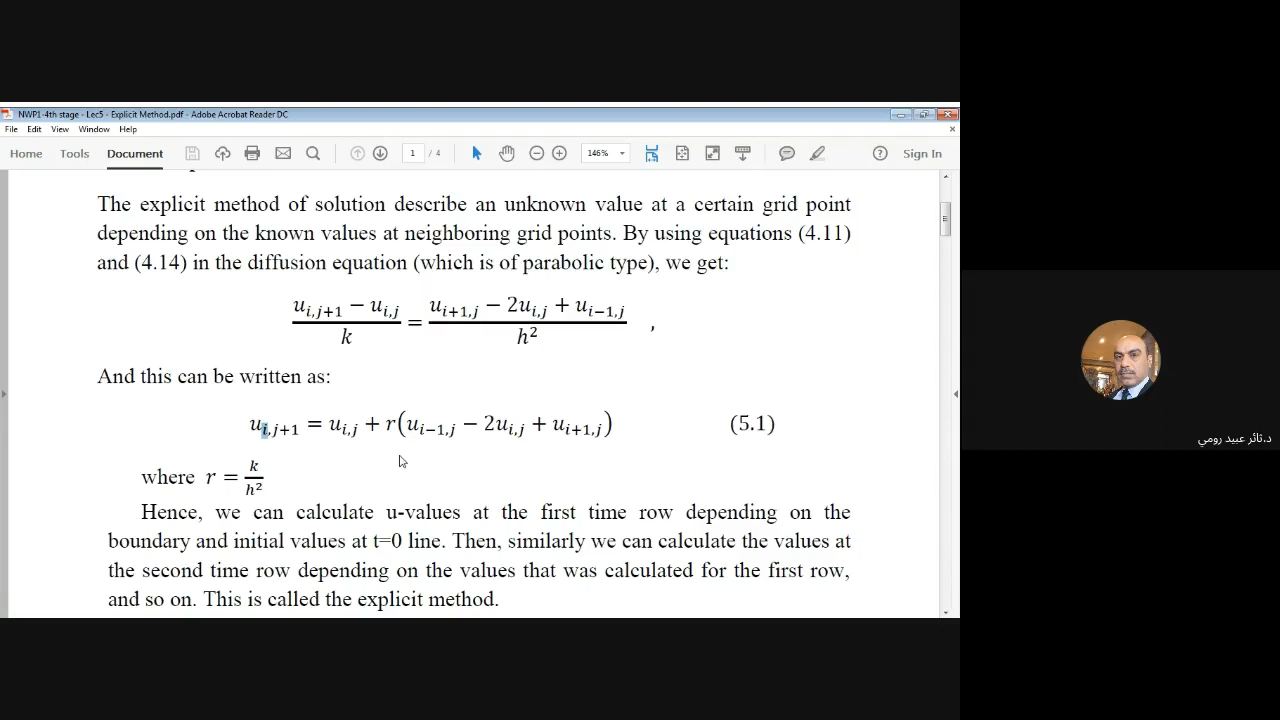 NWP1-4th stage - Lec5 - Explicit Method.pdf - Adobe Acrobat Reader DC
File Edit View Window Help
Home Tools Document 1 / 4 146% Sign In
The explicit method of solution describe an unknown value at a certain grid point
depending on the known values at neighboring grid points. By using equations (4.11)
and (4.14) in the diffusion equation (which is of parabolic type), we get:
(u_{i,j+1} − u_{i,j})/k = (u_{i+1,j} − 2u_{i,j} + u_{i−1,j})/h² ,
And this can be written as:
u_{i,j+1} = u_{i,j} + r(u_{i−1,j} − 2u_{i,j} + u_{i+1,j}) (5.1)
where r = k/h²
Hence, we can calculate u-values at the first time row depending on the
boundary and initial values at t=0 line. Then, similarly we can calculate the values at
the second time row depending on the values that was calculated for the first row,
and so on. This is called the explicit method.
د.ثائر عبيد رومي